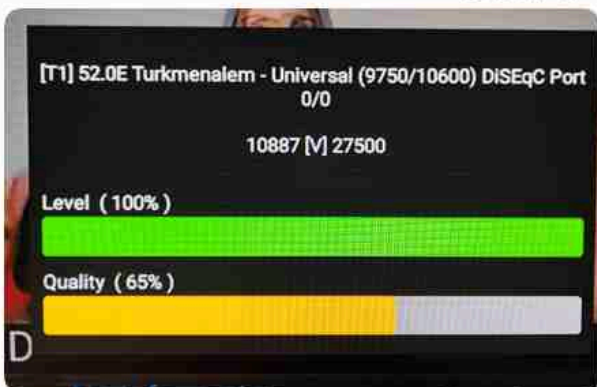 [T1] 52.0E Turkmenalem - Universal (9750/10600) DiSEqC Port
0/0
10887 [V] 27500
Level ( 100% )
Quality ( 65% )
D